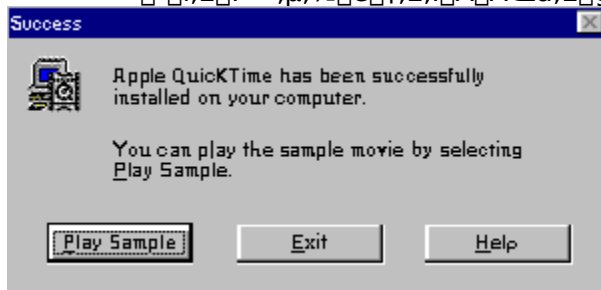 Success
Apple QuicKTime has been successfully
installed on your computer.
You can play the sample movie by selecting
Play Sample.
Play Sample
Exit
Help